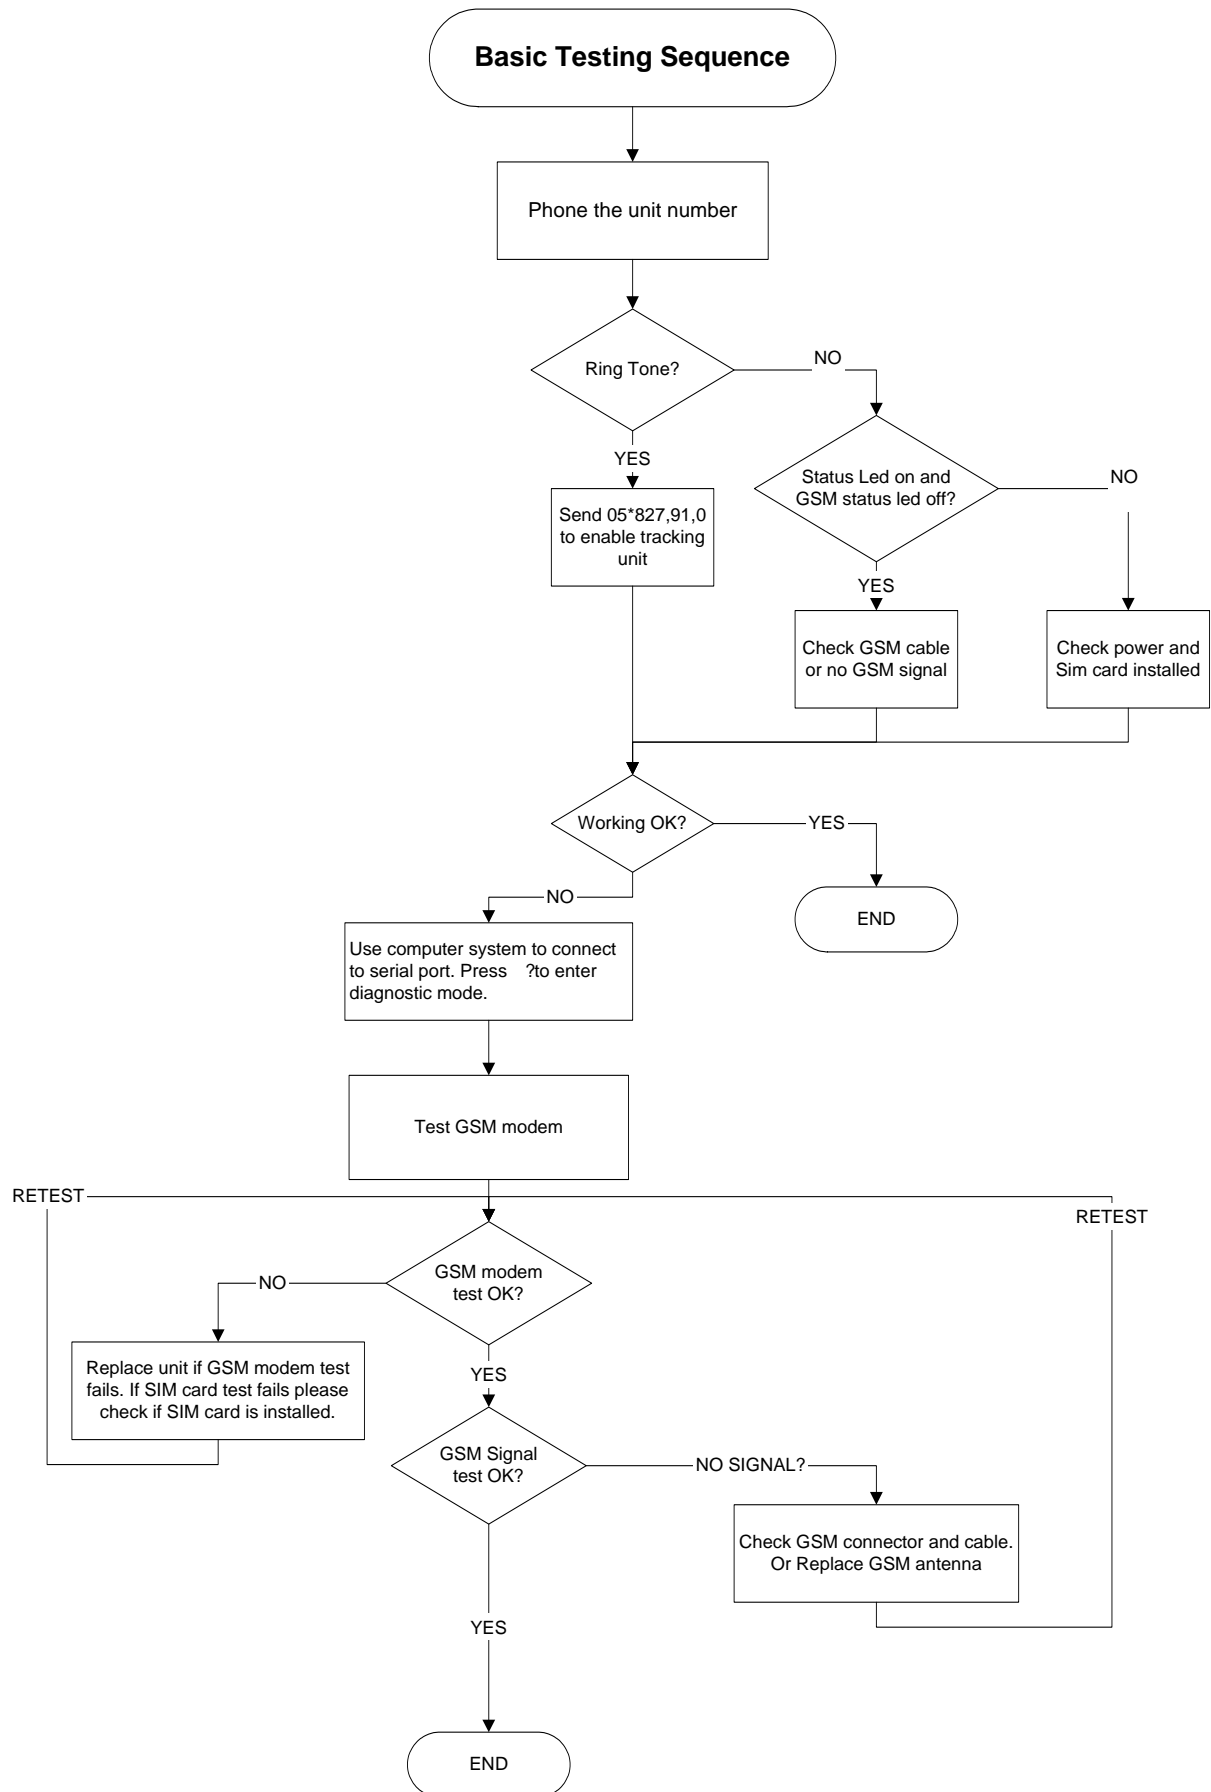 Basic Testing Sequence
Phone the unit number
Ring Tone?
NO
YES
Status Led on and
GSM status led off?
NO
Send 05*827,91,0
to enable tracking
unit
YES
Check GSM cable
or no GSM signal
Check power and
Sim card installed
Working OK?
YES
NO
END
Use computer system to connect
to serial port. Press ?to enter
diagnostic mode.
Test GSM modem
RETEST
RETEST
GSM modem
test OK?
NO
Replace unit if GSM modem test
fails. If SIM card test fails please
check if SIM card is installed.
YES
GSM Signal
test OK?
NO SIGNAL?
Check GSM connector and cable.
Or Replace GSM antenna
YES
END